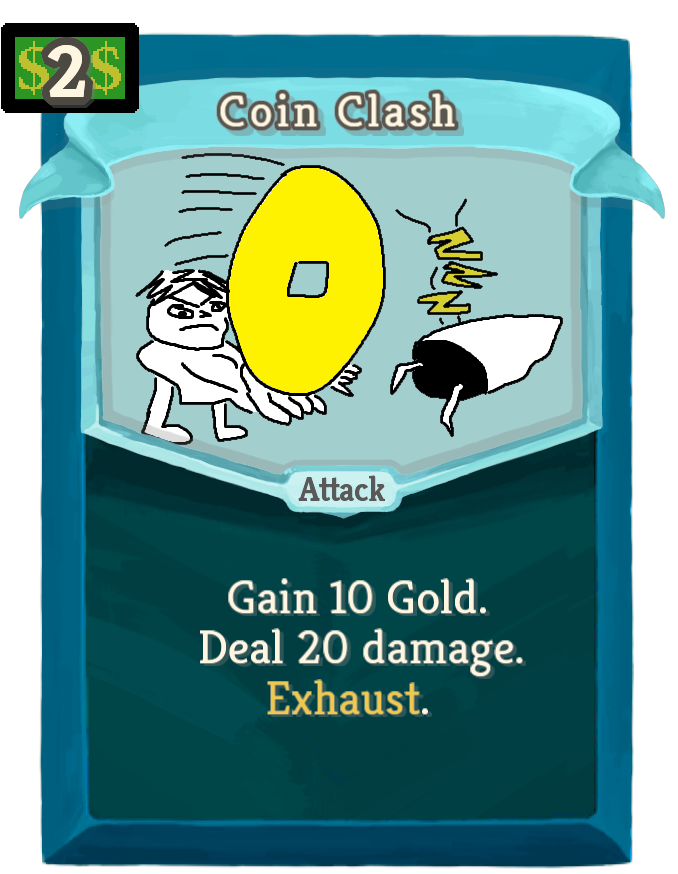 $2$
Coin Clash
Attack
Gain 10 Gold.
Deal 20 damage.
Exhaust.